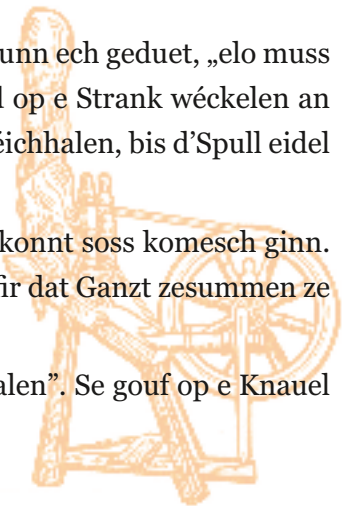 unn ech geduet, „elo muss
op e Strank wéckelen an
éichhalen, bis d'Spull eidel
konnt soss komesch ginn.
fir dat Ganzt zesummen ze
alen”. Se gouf op e Knauel